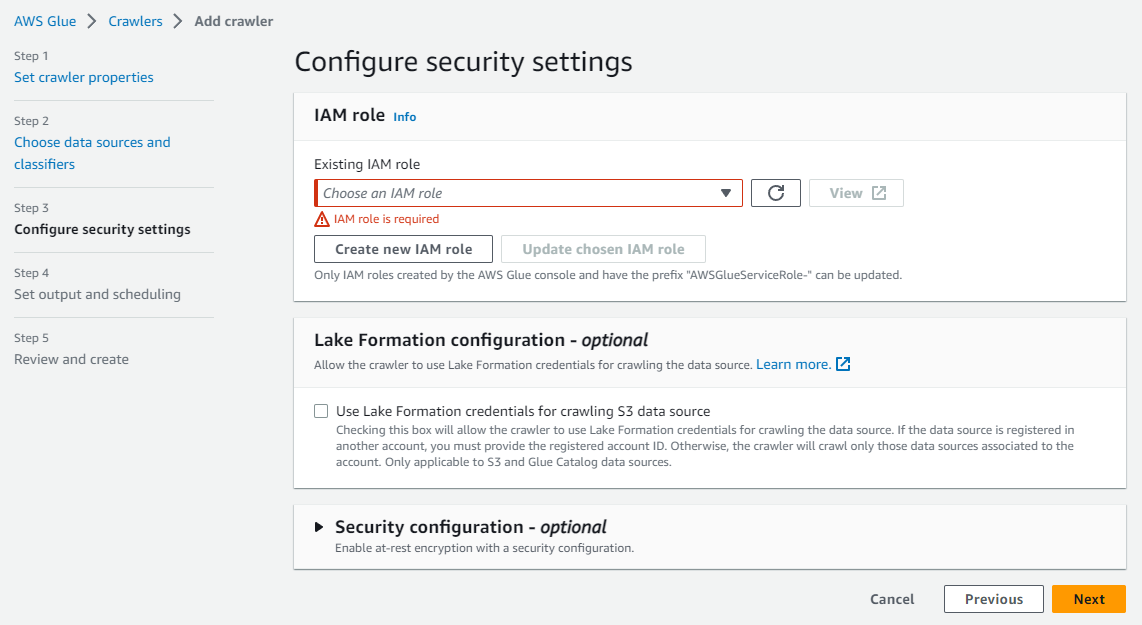 AWS Glue > Crawlers > Add crawler
Step 1
Set crawler properties
Step 2
Choose data sources and
classifiers
Step 3
Configure security settings
Step 4
Set output and scheduling
Step 5
Review and create
Configure security settings
IAM role Info
Existing IAM role
Choose an IAM role
View
IAM role is required
Create new IAM role Update chosen IAM role
Only IAM roles created by the AWS Glue console and have the prefix "AWSGlueServiceRole-" can be updated.
Lake Formation configuration - optional
Allow the crawler to use Lake Formation credentials for crawling the data source. Learn more.
Use Lake Formation credentials for crawling S3 data source
Checking this box will allow the crawler to use Lake Formation credentials for crawling the data source. If the data source is registered in
another account, you must provide the registered account ID. Otherwise, the crawler will crawl only those data sources associated to the
account. Only applicable to S3 and Glue Catalog data sources.
Security configuration - optional
Enable at-rest encryption with a security configuration.
Cancel Previous Next